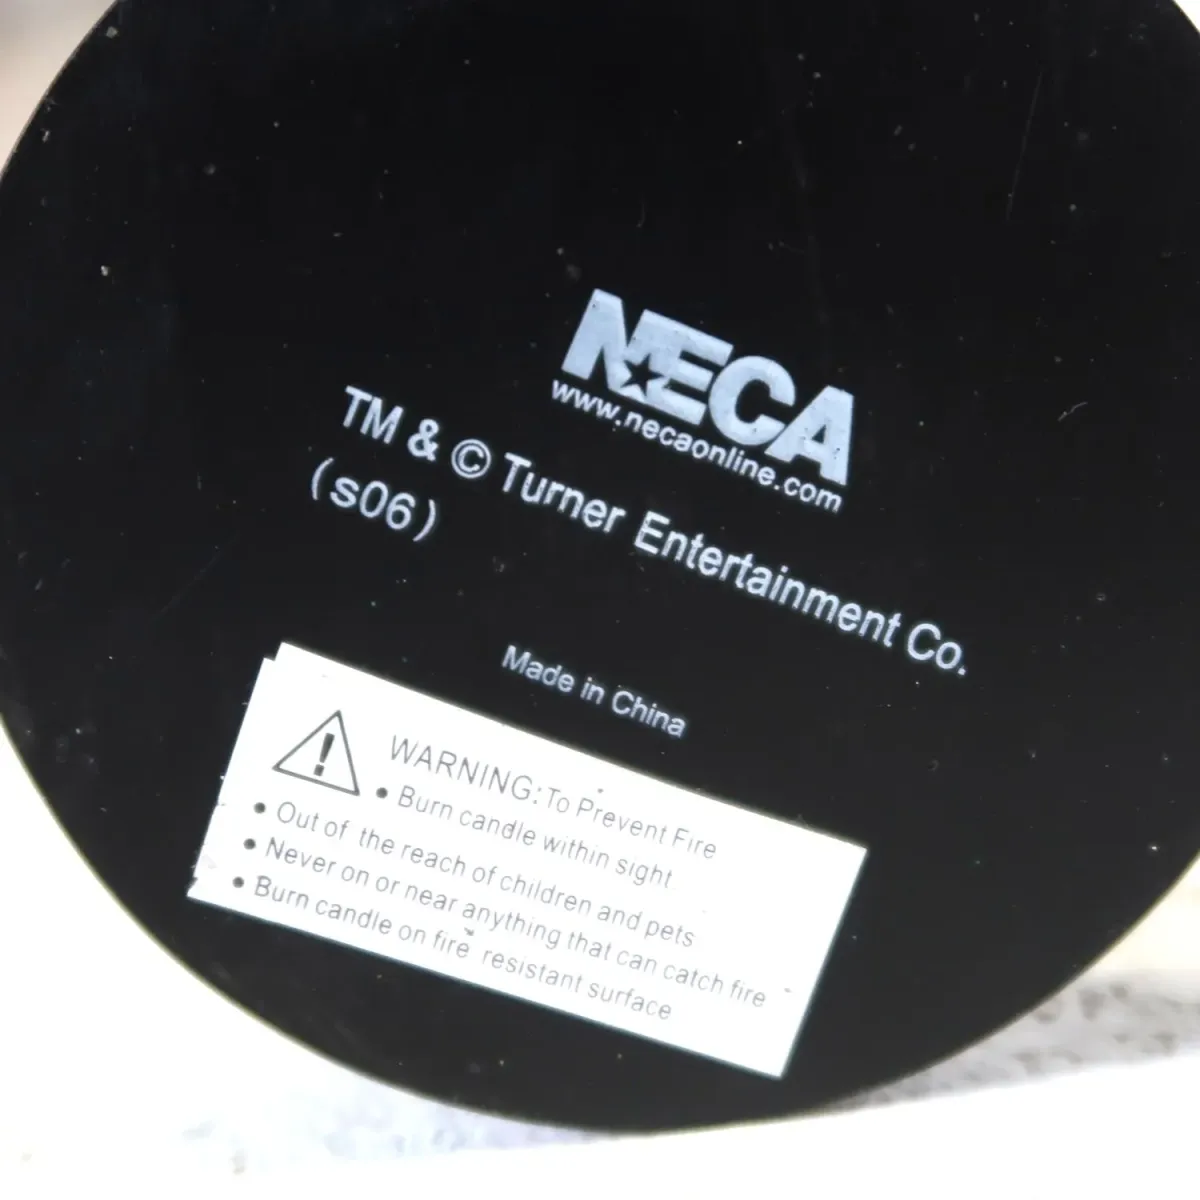 NECA
www.necaonline.com
TM & © Turner Entertainment Co.
(s06)
Made in China
WARNING:To Prevent Fire
• Burn candle within sight.
• Out of the reach of children and pets
• Never on or near anything that can catch fire
• Burn candle on fire resistant surface